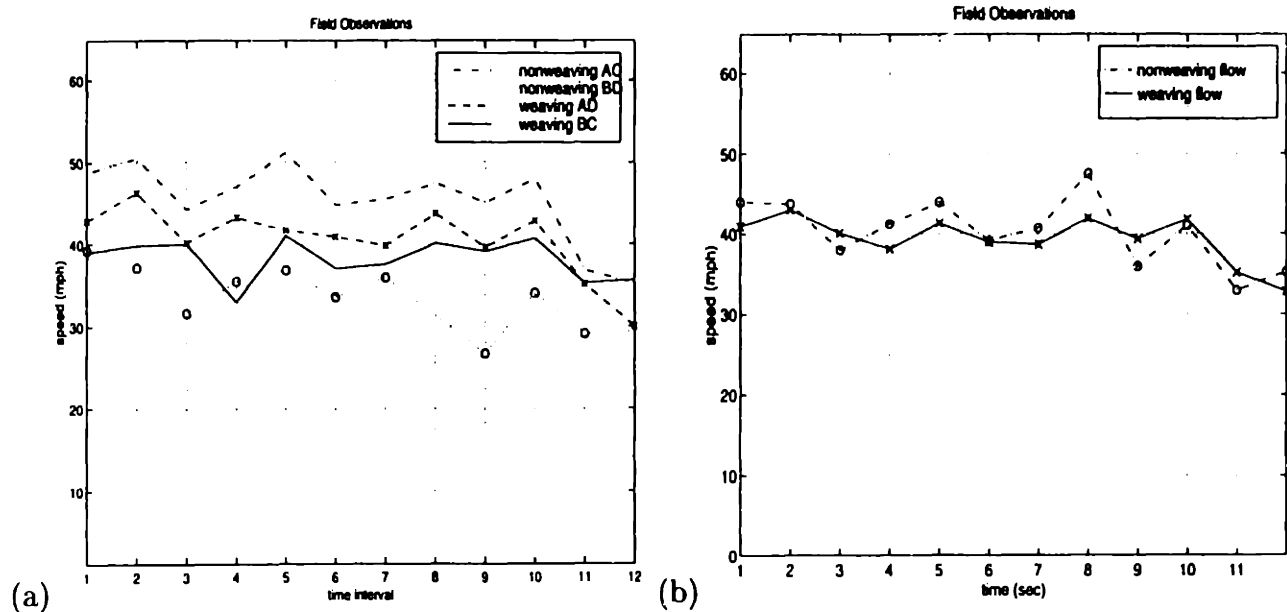 Field Observations
60
50
40
30
20
10
speed (mph)
nonweaving AC
nonweaving BD
weaving AD
weaving BC
1 2 3 4 5 6 7 8 9 10 11 12
time interval
(a)
Field Observations
60
50
40
30
20
10
0
speed (mph)
nonweaving flow
weaving flow
1 2 3 4 5 6 7 8 9 10 11
time (sec)
(b)